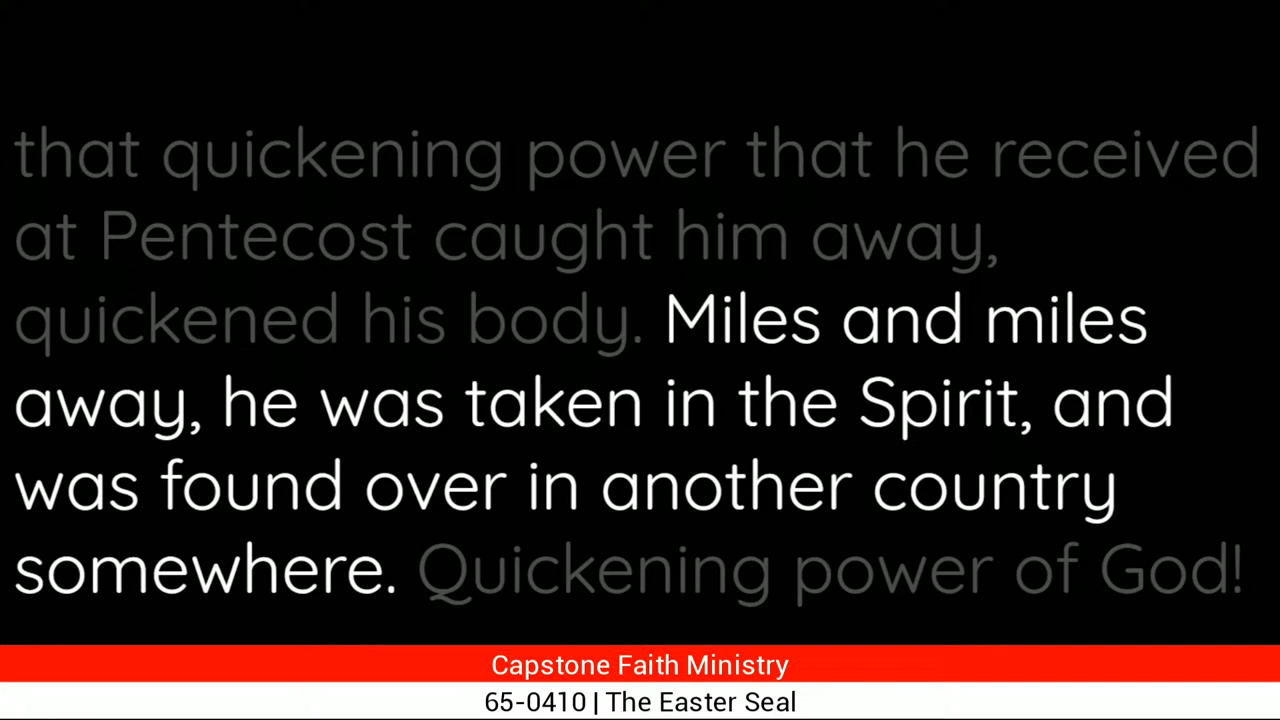 that quickening power that he received
at Pentecost caught him away,
quickened his body. Miles and miles
away, he was taken in the Spirit, and
was found over in another country
somewhere. Quickening power of God!
Capstone Faith Ministry
65-0410 | The Easter Seal